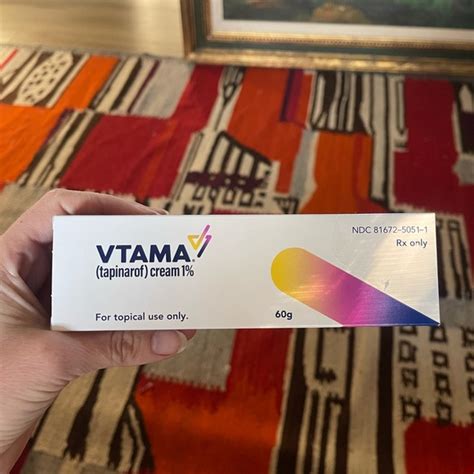 NDC 81672-5051-1
Rx only
VTAMA
(tapinarof) cream 1%
For topical use only.
60g